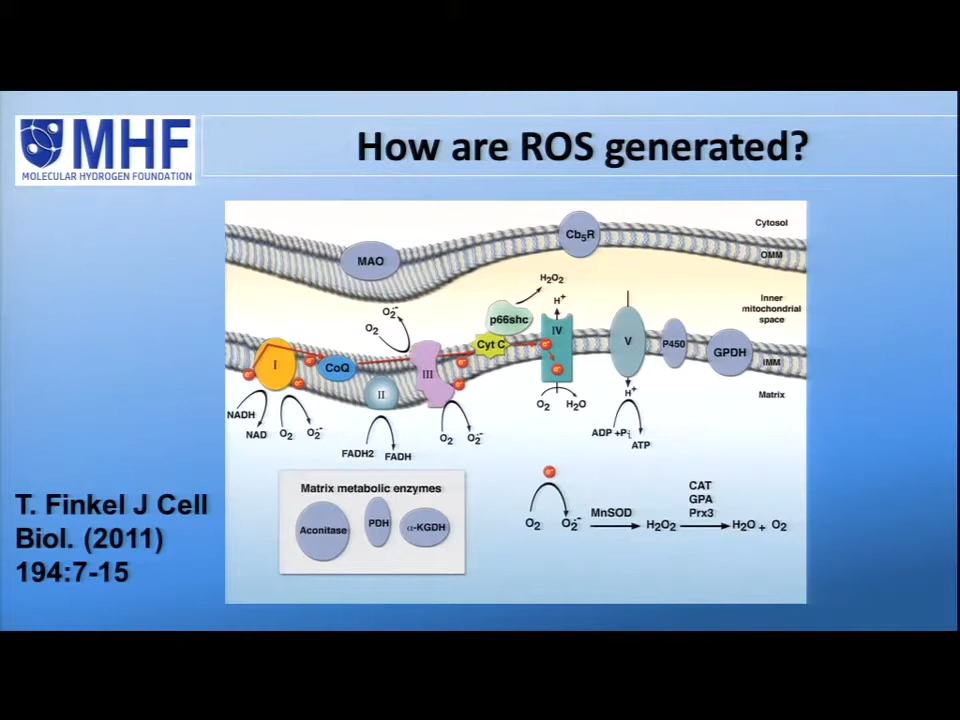 MHF
MOLECULAR HYDROGEN FOUNDATION
How are ROS generated?
Cytosol
Cb5R
OMM
MAO
H2O2
Inner
mitochondrial
space
O2·-
H+
p66shc
O2
IV
V
P450
GPDH
Cyt C
e-
I
CoQ
III
IMM
e-
e-
e-
e-
e-
e-
II
Matrix
H+
NADH
O2
H2O
NAD
O2
O2·-
O2
O2·-
ADP +Pi
ATP
FADH2
FADH
Matrix metabolic enzymes
Aconitase
PDH
α-KGDH
e-
O2
O2·-
MnSOD
H2O2
CAT
GPA
Prx3
H2O + O2
T. Finkel J Cell
Biol. (2011)
194:7-15